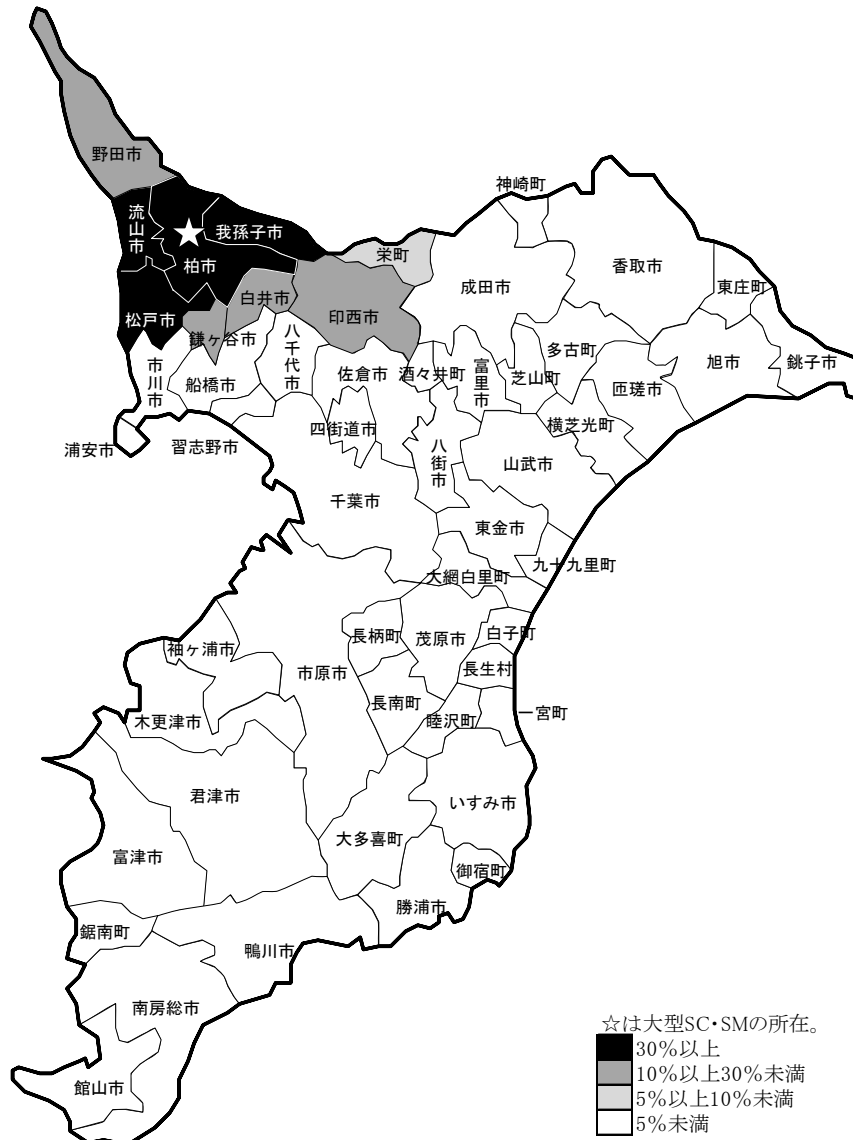 野田市
神崎町
流山市
我孫子市
栄町
柏市
香取市
成田市
東庄町
白井市
印西市
松戸市
鎌ヶ谷市
八千代市
多古町
旭市
銚子市
市川市
船橋市
佐倉市
酒々井町
富里市
芝山町
匝瑳市
浦安市
習志野市
四街道市
八街市
横芝光町
山武市
千葉市
東金市
九十九里町
大網白里町
長柄町
茂原市
白子町
袖ヶ浦市
市原市
長生村
長南町
木更津市
睦沢町
一宮町
君津市
いすみ市
富津市
大多喜町
御宿町
勝浦市
鋸南町
鴨川市
南房総市
館山市
☆は大型SC・SMの所在。
30％以上
10％以上30％未満
5％以上10％未満
5％未満